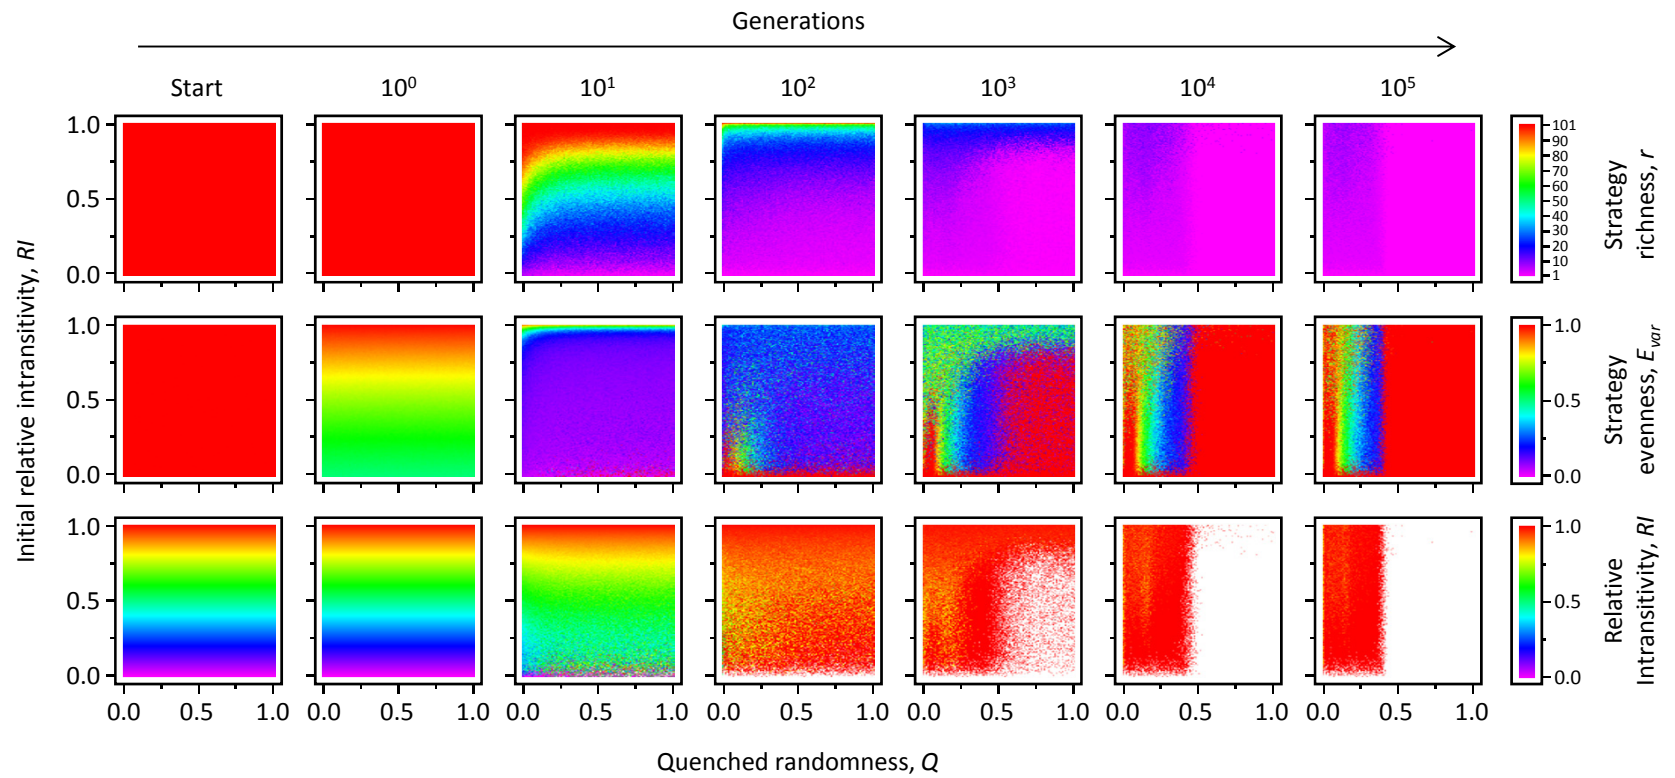 Generations
Start 10⁰ 10¹ 10² 10³ 10⁴ 10⁵
Initial relative intransitivity, RI
1.0
0.5
0.0
0.0 0.5 1.0 0.0 0.5 1.0 0.0 0.5 1.0 0.0 0.5 1.0 0.0 0.5 1.0 0.0 0.5 1.0 0.0 0.5 1.0
1.0
0.5
0.0
0.0 0.5 1.0
Quenched randomness, Q
101
90
80
70
60
50
40
30
20
10
1
Strategy
richness, r
1.0
0.5
0.0
Strategy
evenness, Evar
1.0
0.5
0.0
Relative
Intransitivity, RI